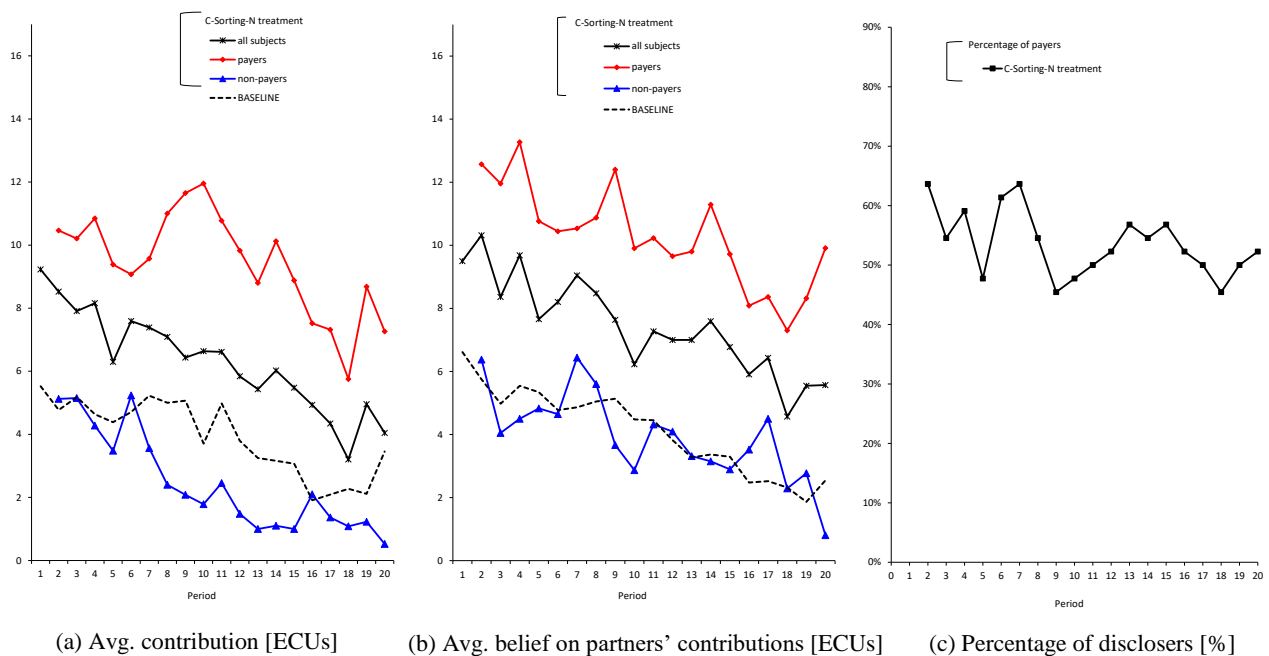 C-Sorting-N treatment
all subjects
payers
non-payers
BASELINE
16
14
12
10
8
6
4
2
0
1 2 3 4 5 6 7 8 9 10 11 12 13 14 15 16 17 18 19 20
Period
(a) Avg. contribution [ECUs]
C-Sorting-N treatment
all subjects
payers
non-payers
BASELINE
16
14
12
10
8
6
4
2
0
1 2 3 4 5 6 7 8 9 10 11 12 13 14 15 16 17 18 19 20
Period
(b) Avg. belief on partners’ contributions [ECUs]
Percentage of payers
C-Sorting-N treatment
90%
80%
70%
60%
50%
40%
30%
20%
10%
0%
0 1 2 3 4 5 6 7 8 9 10 11 12 13 14 15 16 17 18 19 20
Period
(c) Percentage of disclosers [%]